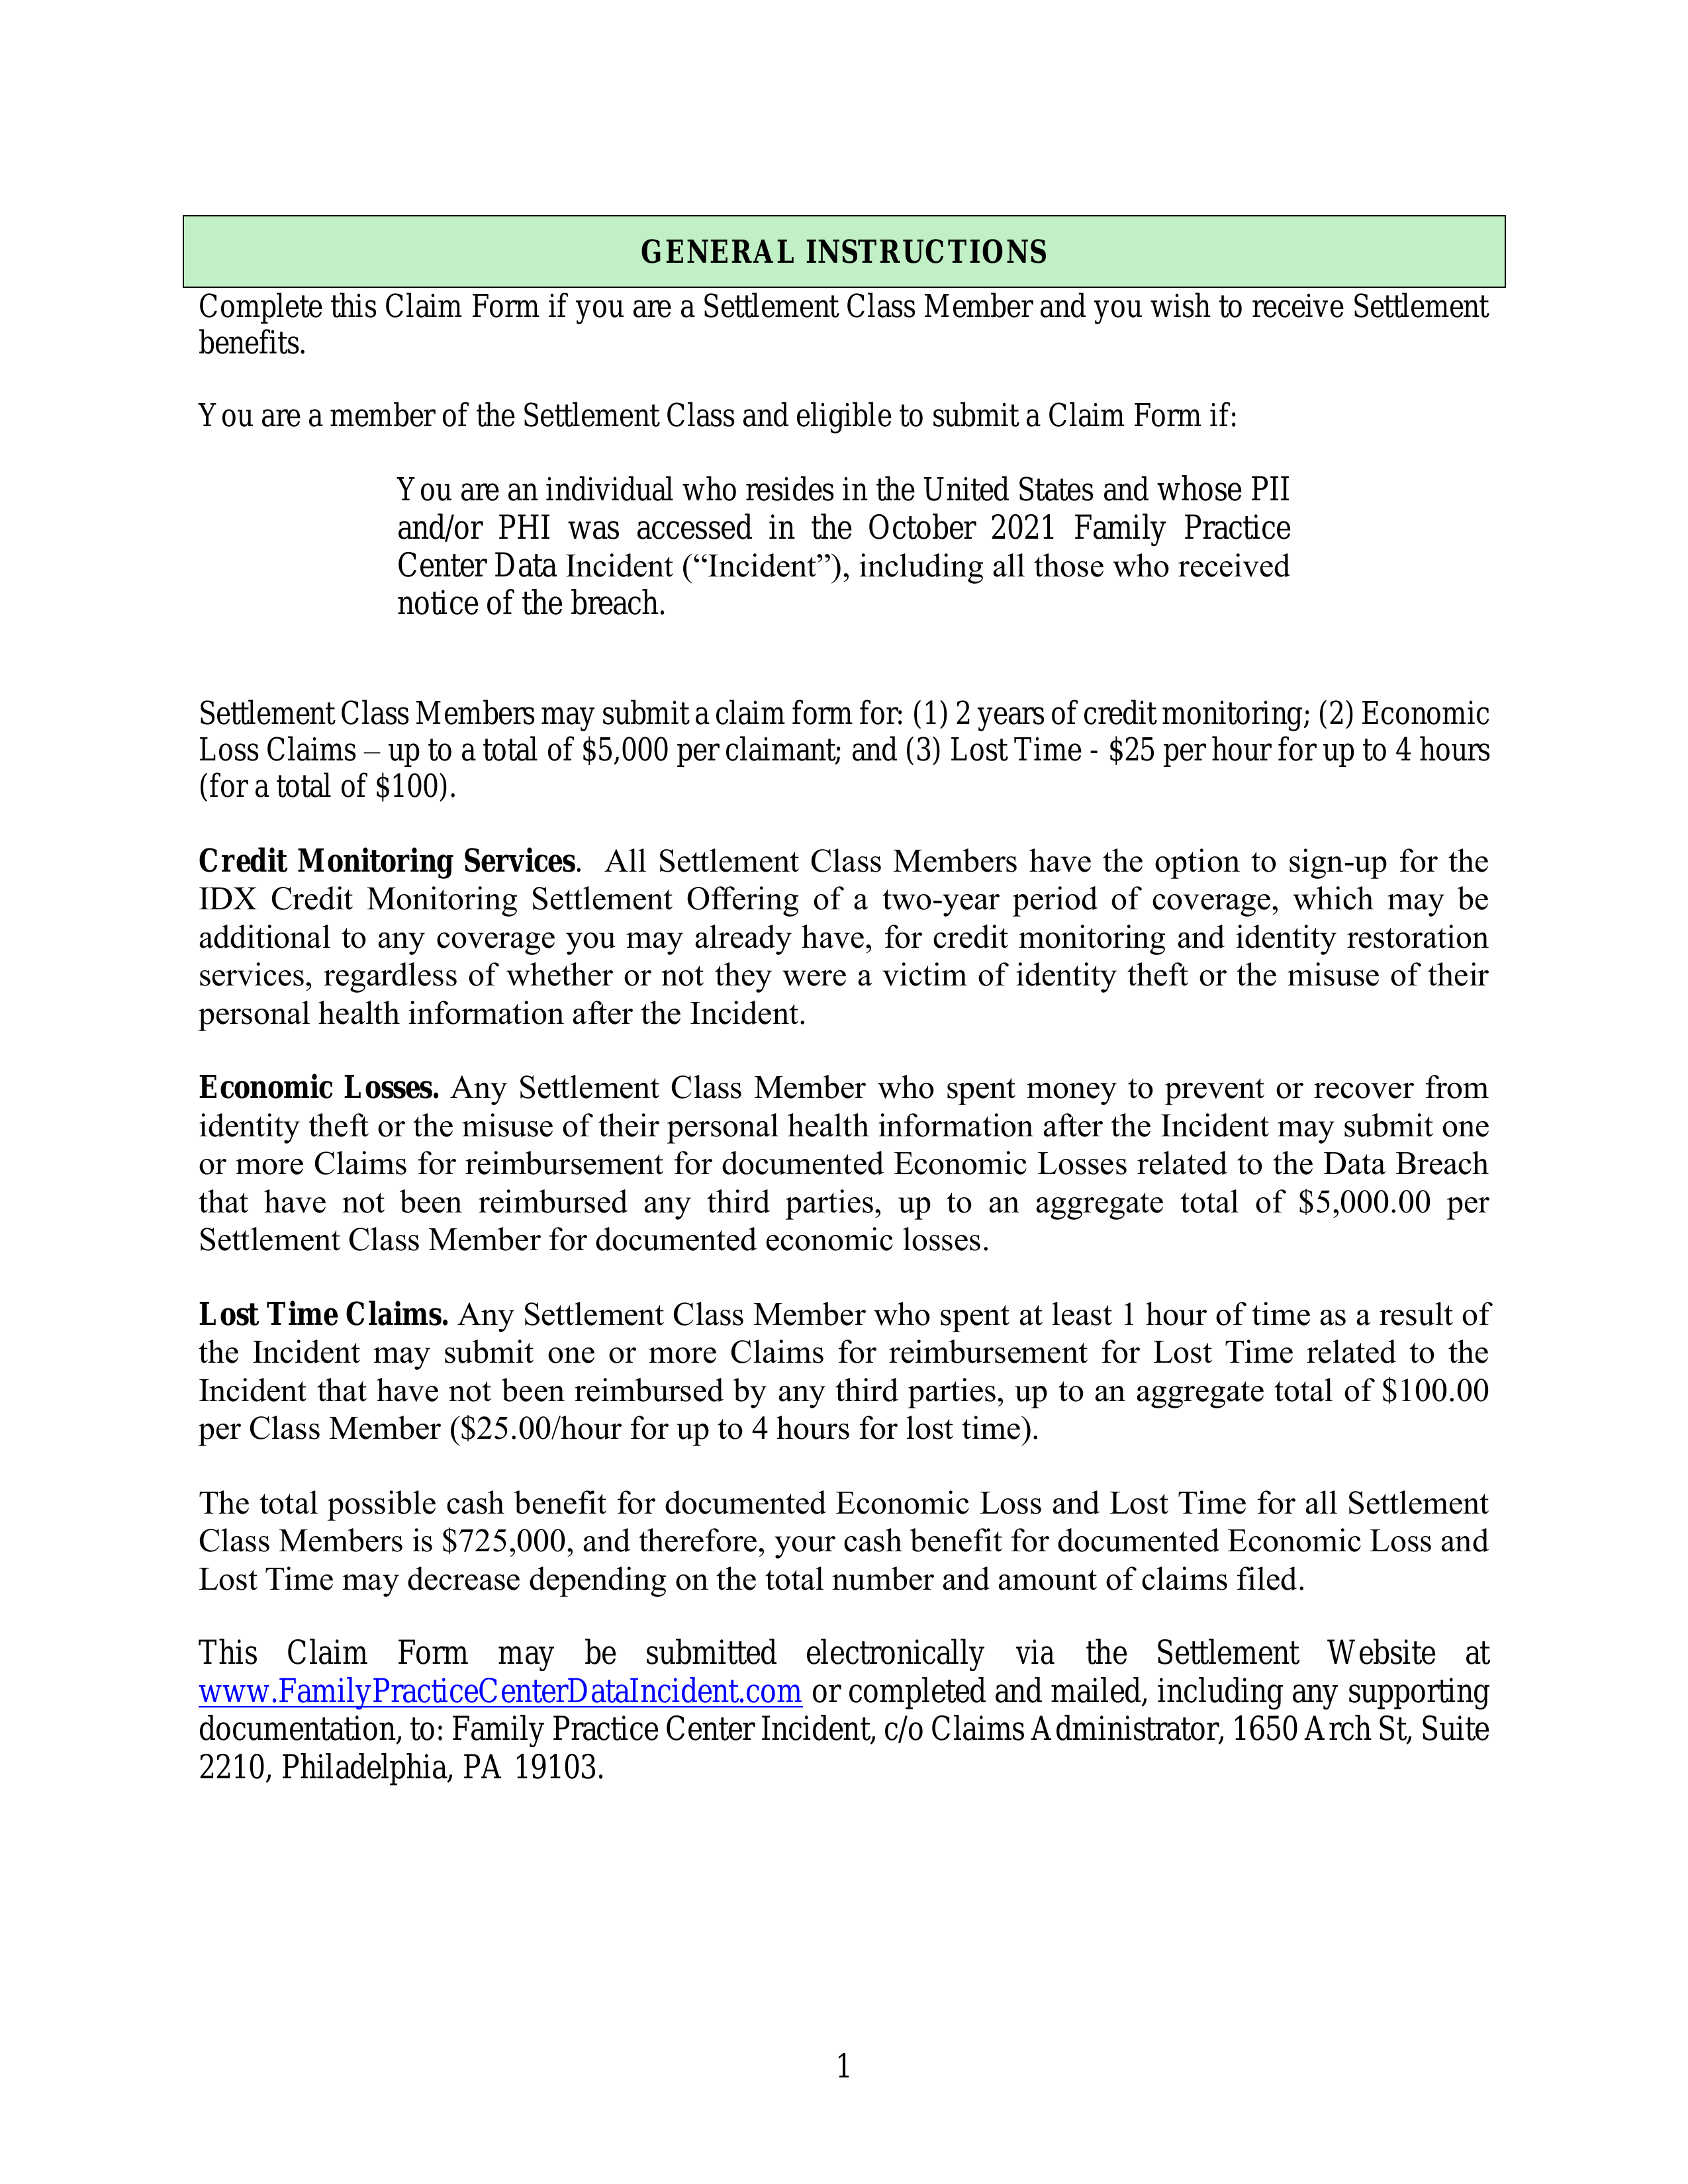 GENERAL INSTRUCTIONS
Complete this Claim Form if you are a Settlement Class Member and you wish to receive Settlement
benefits.
You are a member of the Settlement Class and eligible to submit a Claim Form if:
You are an individual who resides in the United States and whose PII
and/or PHI was accessed in the October 2021 Family Practice
Center Data Incident (“Incident”), including all those who received
notice of the breach.
Settlement Class Members may submit a claim form for: (1) 2 years of credit monitoring; (2) Economic
Loss Claims – up to a total of $5,000 per claimant; and (3) Lost Time - $25 per hour for up to 4 hours
(for a total of $100).
Credit Monitoring Services. All Settlement Class Members have the option to sign-up for the
IDX Credit Monitoring Settlement Offering of a two-year period of coverage, which may be
additional to any coverage you may already have, for credit monitoring and identity restoration
services, regardless of whether or not they were a victim of identity theft or the misuse of their
personal health information after the Incident.
Economic Losses. Any Settlement Class Member who spent money to prevent or recover from
identity theft or the misuse of their personal health information after the Incident may submit one
or more Claims for reimbursement for documented Economic Losses related to the Data Breach
that have not been reimbursed any third parties, up to an aggregate total of $5,000.00 per
Settlement Class Member for documented economic losses.
Lost Time Claims. Any Settlement Class Member who spent at least 1 hour of time as a result of
the Incident may submit one or more Claims for reimbursement for Lost Time related to the
Incident that have not been reimbursed by any third parties, up to an aggregate total of $100.00
per Class Member ($25.00/hour for up to 4 hours for lost time).
The total possible cash benefit for documented Economic Loss and Lost Time for all Settlement
Class Members is $725,000, and therefore, your cash benefit for documented Economic Loss and
Lost Time may decrease depending on the total number and amount of claims filed.
This Claim Form may be submitted electronically via the Settlement Website at
www.FamilyPracticeCenterDataIncident.com or completed and mailed, including any supporting
documentation, to: Family Practice Center Incident, c/o Claims Administrator, 1650 Arch St, Suite
2210, Philadelphia, PA 19103.
1